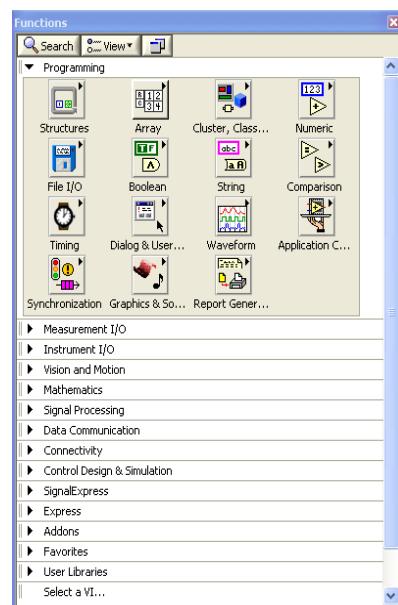 Functions
Search View
Programming
Structures Array Cluster, Class... Numeric
File I/O Boolean String Comparison
Timing Dialog & User... Waveform Application C...
Synchronization Graphics & So... Report Gener...
Measurement I/O
Instrument I/O
Vision and Motion
Mathematics
Signal Processing
Data Communication
Connectivity
Control Design & Simulation
SignalExpress
Express
Addons
Favorites
User Libraries
Select a VI...